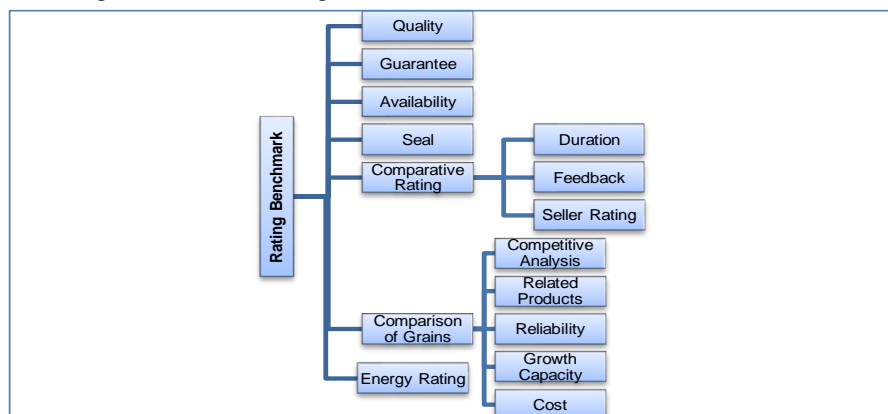 Quality
Guarantee
Availability
Seal
Comparative
Rating
Duration
Feedback
Seller Rating
Rating Benchmark
Competitive
Analysis
Related
Products
Comparison
of Grains
Reliability
Growth
Capacity
Energy Rating
Cost